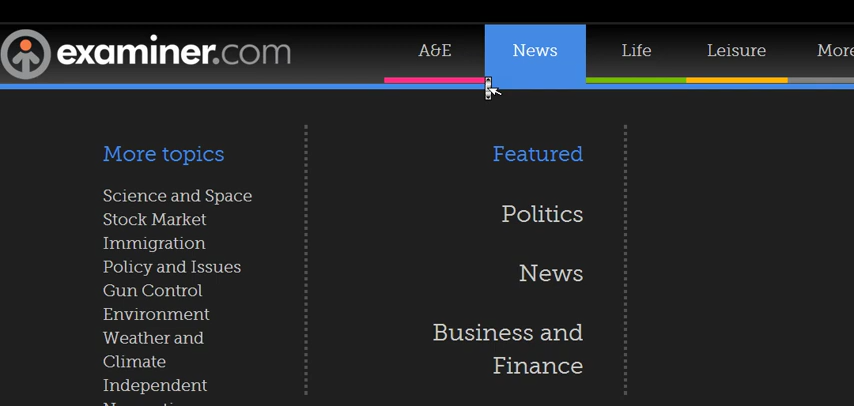 examiner.com
A&E
News
Life
Leisure
More
More topics
Science and Space
Stock Market
Immigration
Policy and Issues
Gun Control
Environment
Weather and
Climate
Independent
Featured
Politics
News
Business and
Finance